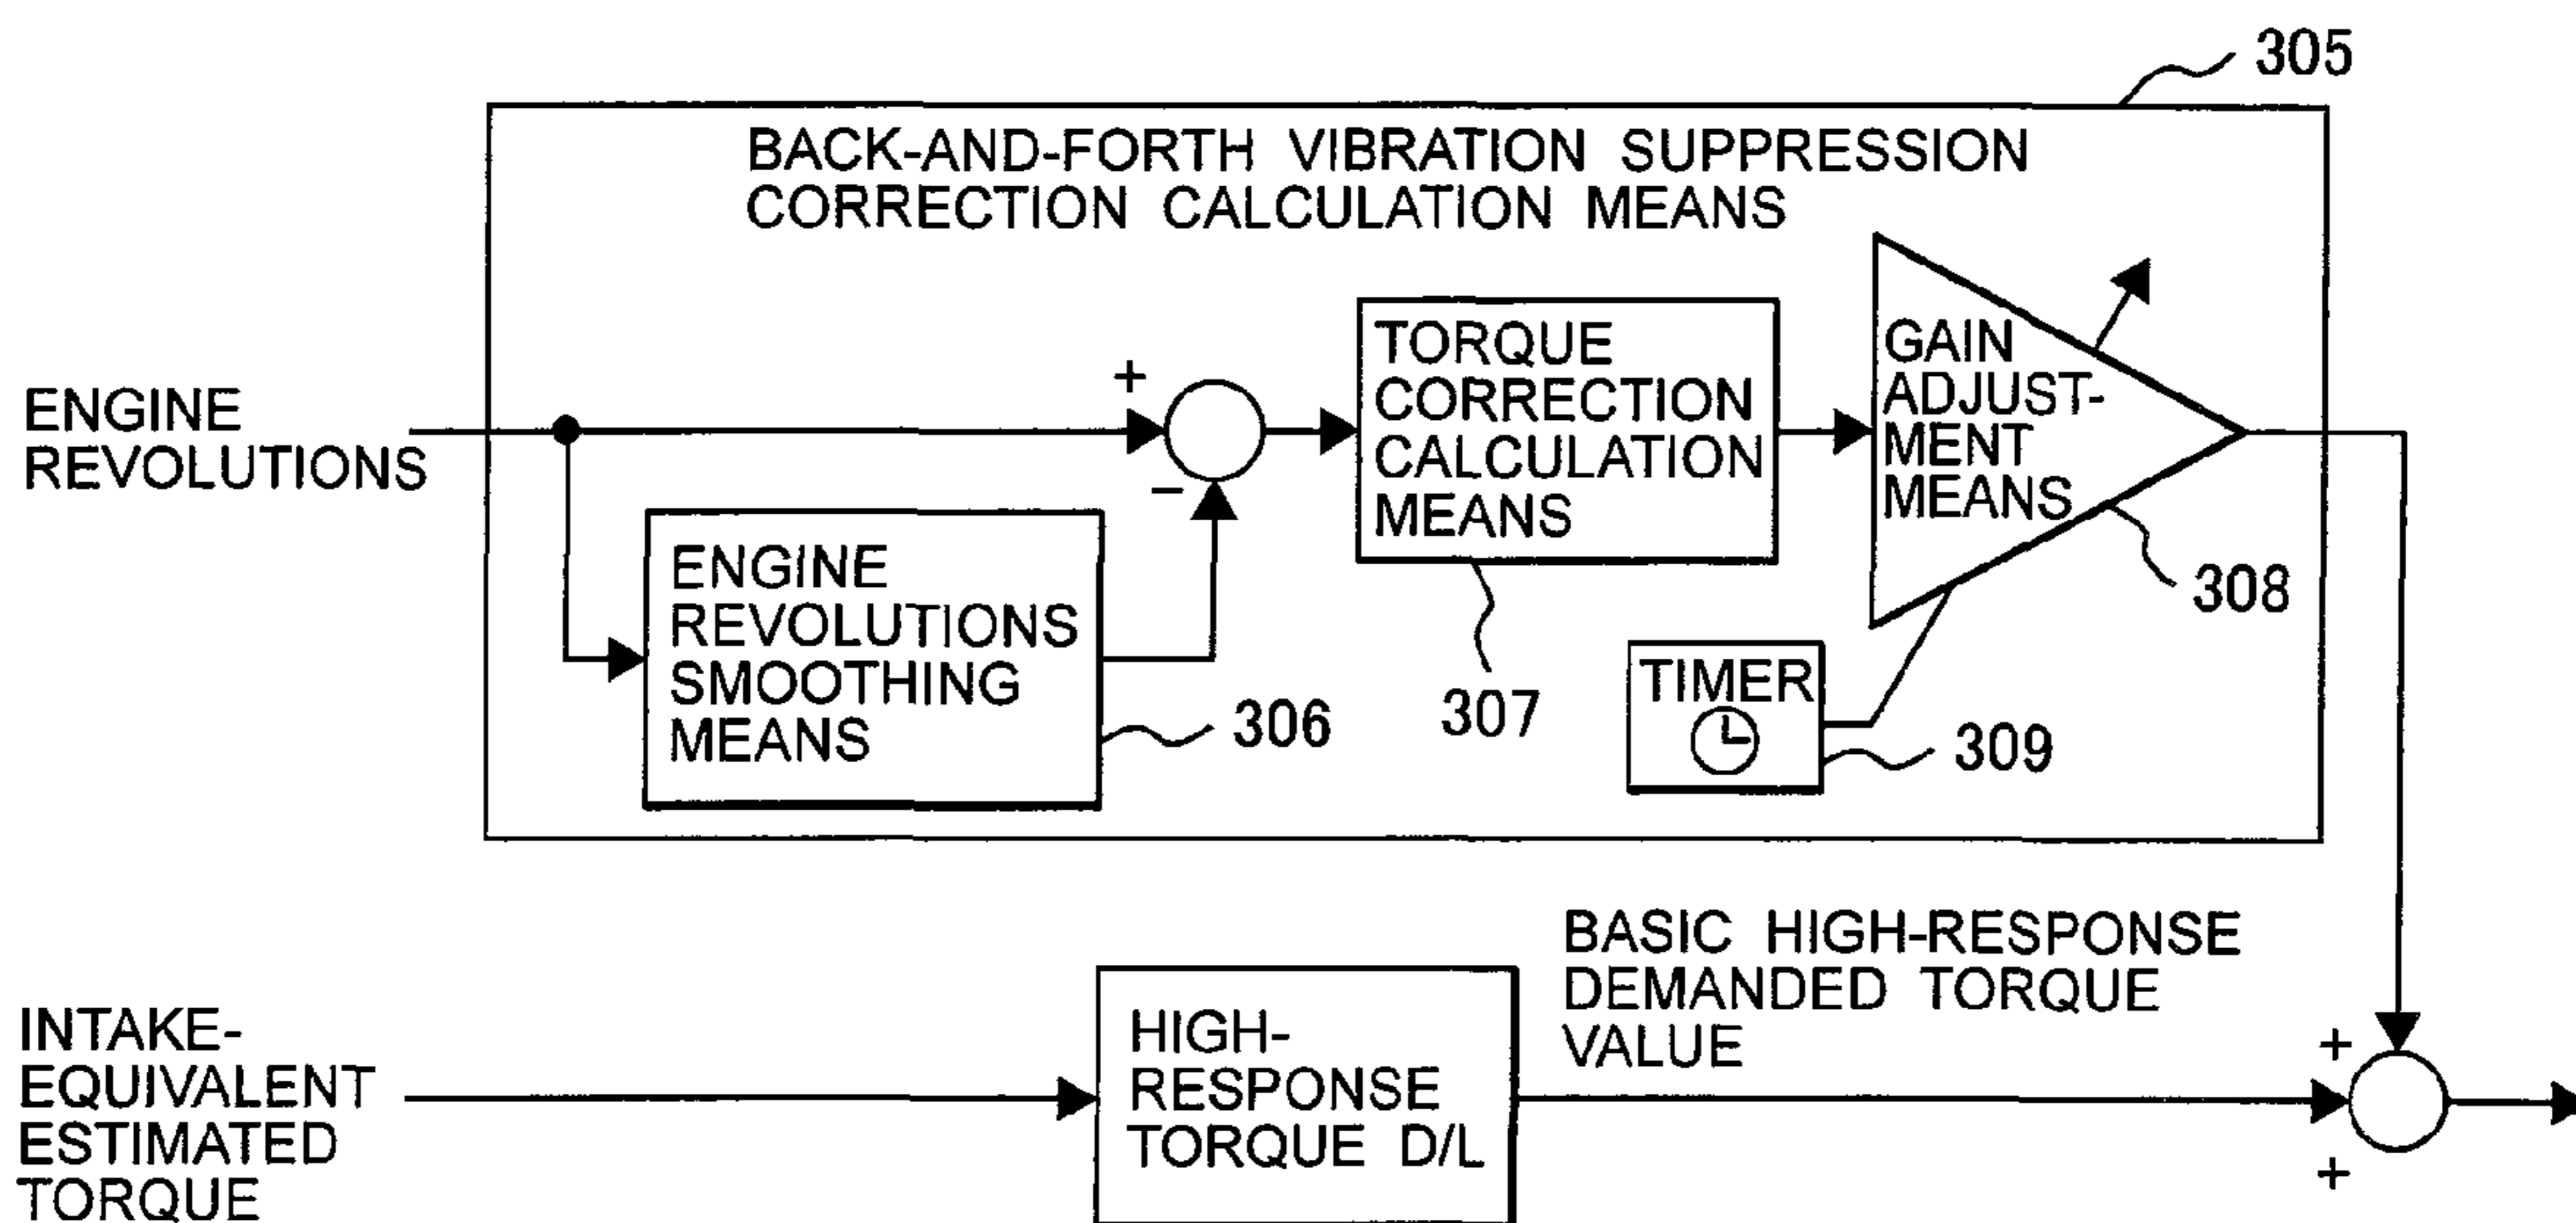 305
BACK-AND-FORTH VIBRATION SUPPRESSION
CORRECTION CALCULATION MEANS
ENGINE
REVOLUTIONS
+
−
TORQUE
CORRECTION
CALCULATION
MEANS
307
GAIN
ADJUST-
MENT
MEANS
308
ENGINE
REVOLUTIONS
SMOOTHING
MEANS
306
TIMER
309
INTAKE-
EQUIVALENT
ESTIMATED
TORQUE
HIGH-
RESPONSE
TORQUE D/L
BASIC HIGH-RESPONSE
DEMANDED TORQUE
VALUE
+
+